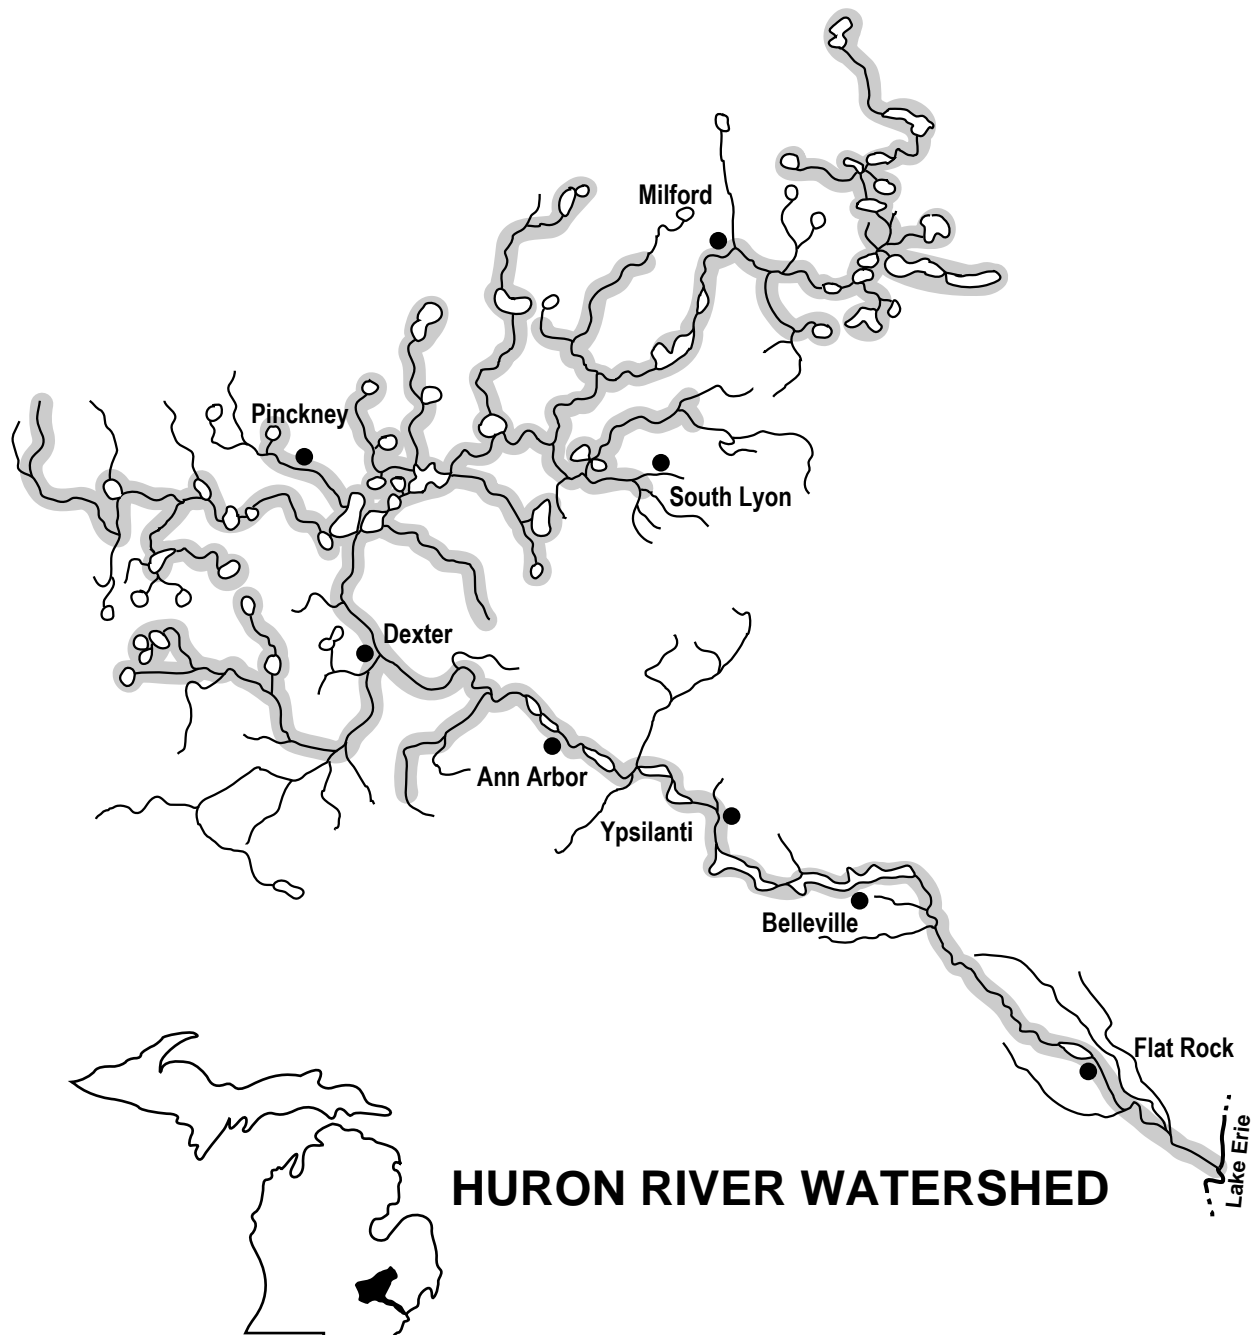 Milford
Pinckney
South Lyon
Dexter
Ann Arbor
Ypsilanti
Belleville
Flat Rock
Lake Erie
HURON RIVER WATERSHED